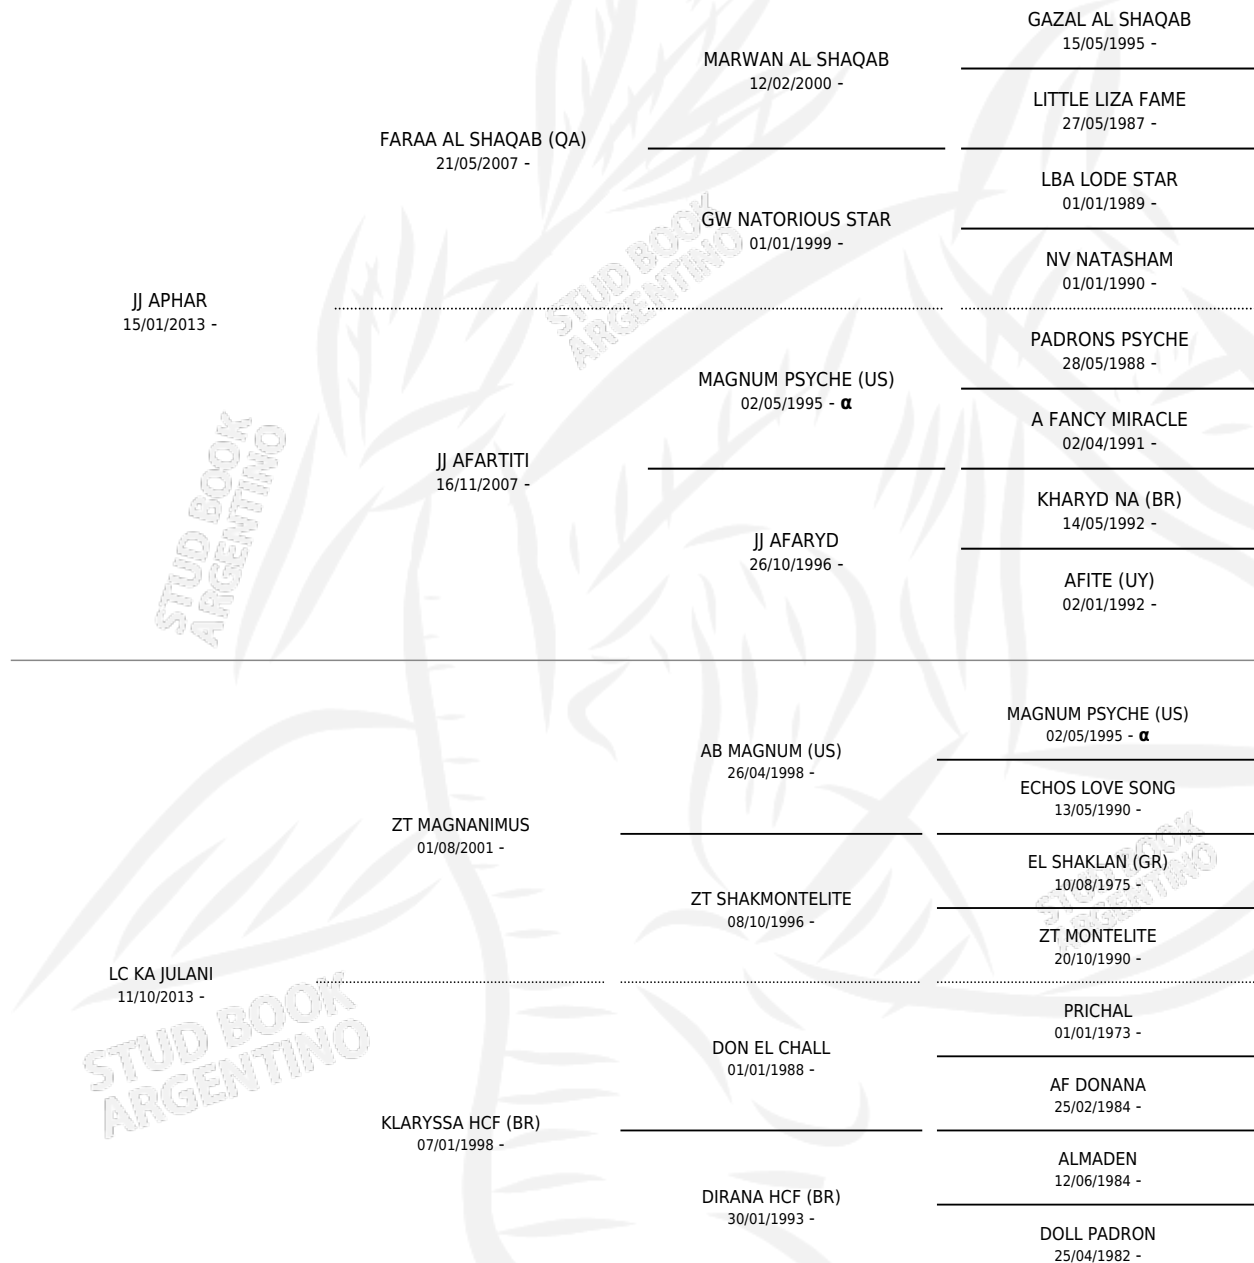 GAZAL AL SHAQAB
15/05/1995 -
MARWAN AL SHAQAB
12/02/2000 -
LITTLE LIZA FAME
27/05/1987 -
FARAA AL SHAQAB (QA)
21/05/2007 -
LBA LODE STAR
01/01/1989 -
GW NATORIOUS STAR
01/01/1999 -
NV NATASHAM
01/01/1990 -
JJ APHAR
15/01/2013 -
PADRONS PSYCHE
28/05/1988 -
MAGNUM PSYCHE (US)
02/05/1995 - α
A FANCY MIRACLE
02/04/1991 -
JJ AFARTITI
16/11/2007 -
KHARYD NA (BR)
14/05/1992 -
JJ AFARYD
26/10/1996 -
AFITE (UY)
02/01/1992 -
MAGNUM PSYCHE (US)
02/05/1995 - α
AB MAGNUM (US)
26/04/1998 -
ECHOS LOVE SONG
13/05/1990 -
ZT MAGNANIMUS
01/08/2001 -
EL SHAKLAN (GR)
10/08/1975 -
ZT SHAKMONTELITE
08/10/1996 -
ZT MONTELITE
20/10/1990 -
LC KA JULANI
11/10/2013 -
PRICHAL
01/01/1973 -
DON EL CHALL
01/01/1988 -
AF DONANA
25/02/1984 -
KLARYSSA HCF (BR)
07/01/1998 -
ALMADEN
12/06/1984 -
DIRANA HCF (BR)
30/01/1993 -
DOLL PADRON
25/04/1982 -
STUD BOOK
ARGENTINO
STUD BOOK
ARGENTINO
STUD BOOK
ARGENTINO
STUD BOOK
ARGENTINO